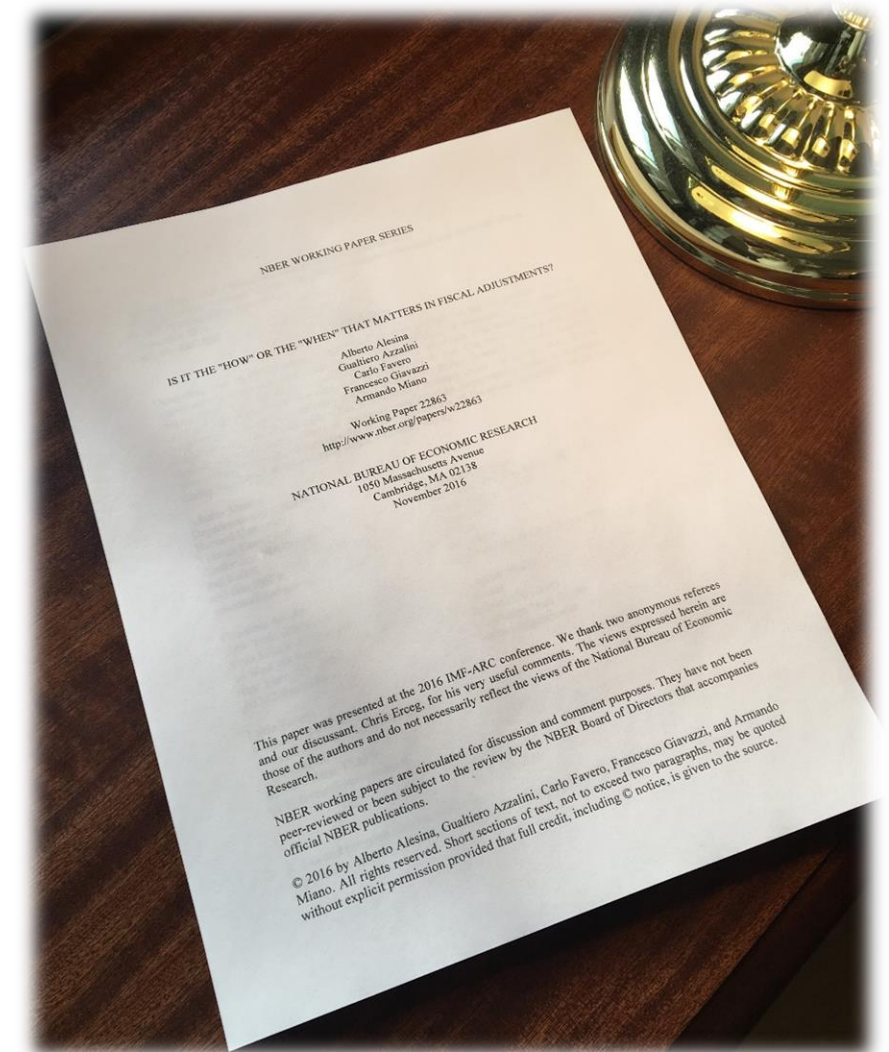 NBER WORKING PAPER SERIES
IS IT THE "HOW" OR THE "WHEN" THAT MATTERS IN FISCAL ADJUSTMENTS?
Alberto Alesina
Gualtiero Azzalini
Carlo Favero
Francesco Giavazzi
Armando Miano
Working Paper 22863
http://www.nber.org/papers/w22863
NATIONAL BUREAU OF ECONOMIC RESEARCH
1050 Massachusetts Avenue
Cambridge, MA 02138
November 2016
This paper was presented at the 2016 IMF-ARC conference. We thank two anonymous referees
and our discussant. Chris Erceg, for his very useful comments. The views expressed herein are
those of the authors and do not necessarily reflect the views of the National Bureau of Economic
Research.
NBER working papers are circulated for discussion and comment purposes. They have not been
peer-reviewed or been subject to the review by the NBER Board of Directors that accompanies
official NBER publications.
© 2016 by Alberto Alesina, Gualtiero Azzalini, Carlo Favero, Francesco Giavazzi, and Armando
Miano. All rights reserved. Short sections of text, not to exceed two paragraphs, may be quoted
without explicit permission provided that full credit, including © notice, is given to the source.